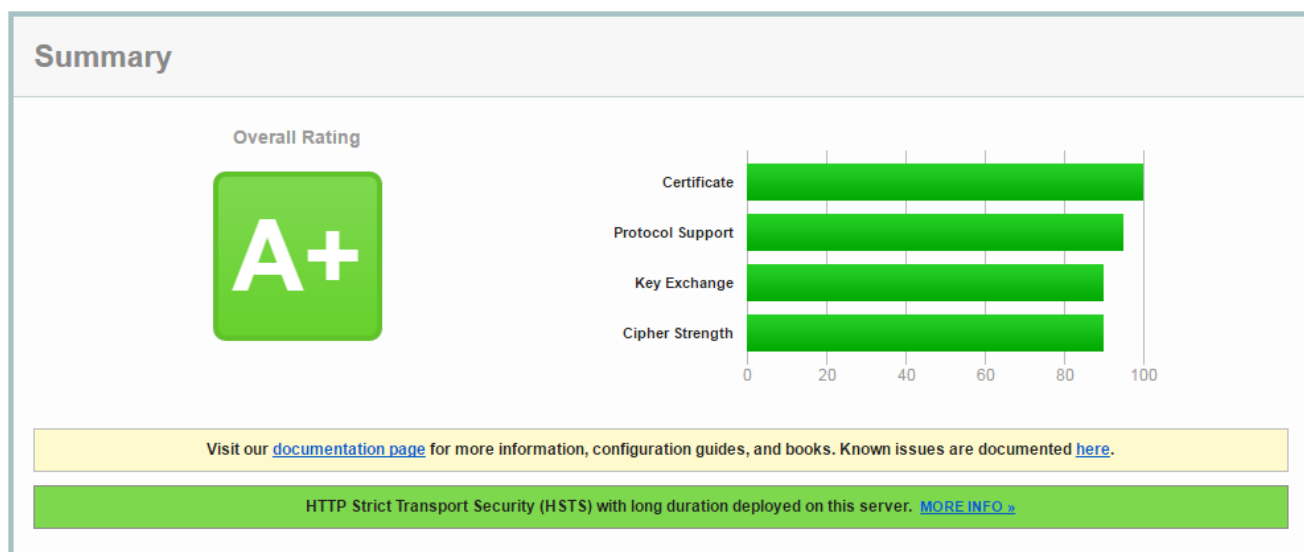 Summary
Overall Rating
A+
Certificate
Protocol Support
Key Exchange
Cipher Strength
0 20 40 60 80 100
Visit our documentation page for more information, configuration guides, and books. Known issues are documented here.
HTTP Strict Transport Security (HSTS) with long duration deployed on this server. MORE INFO »